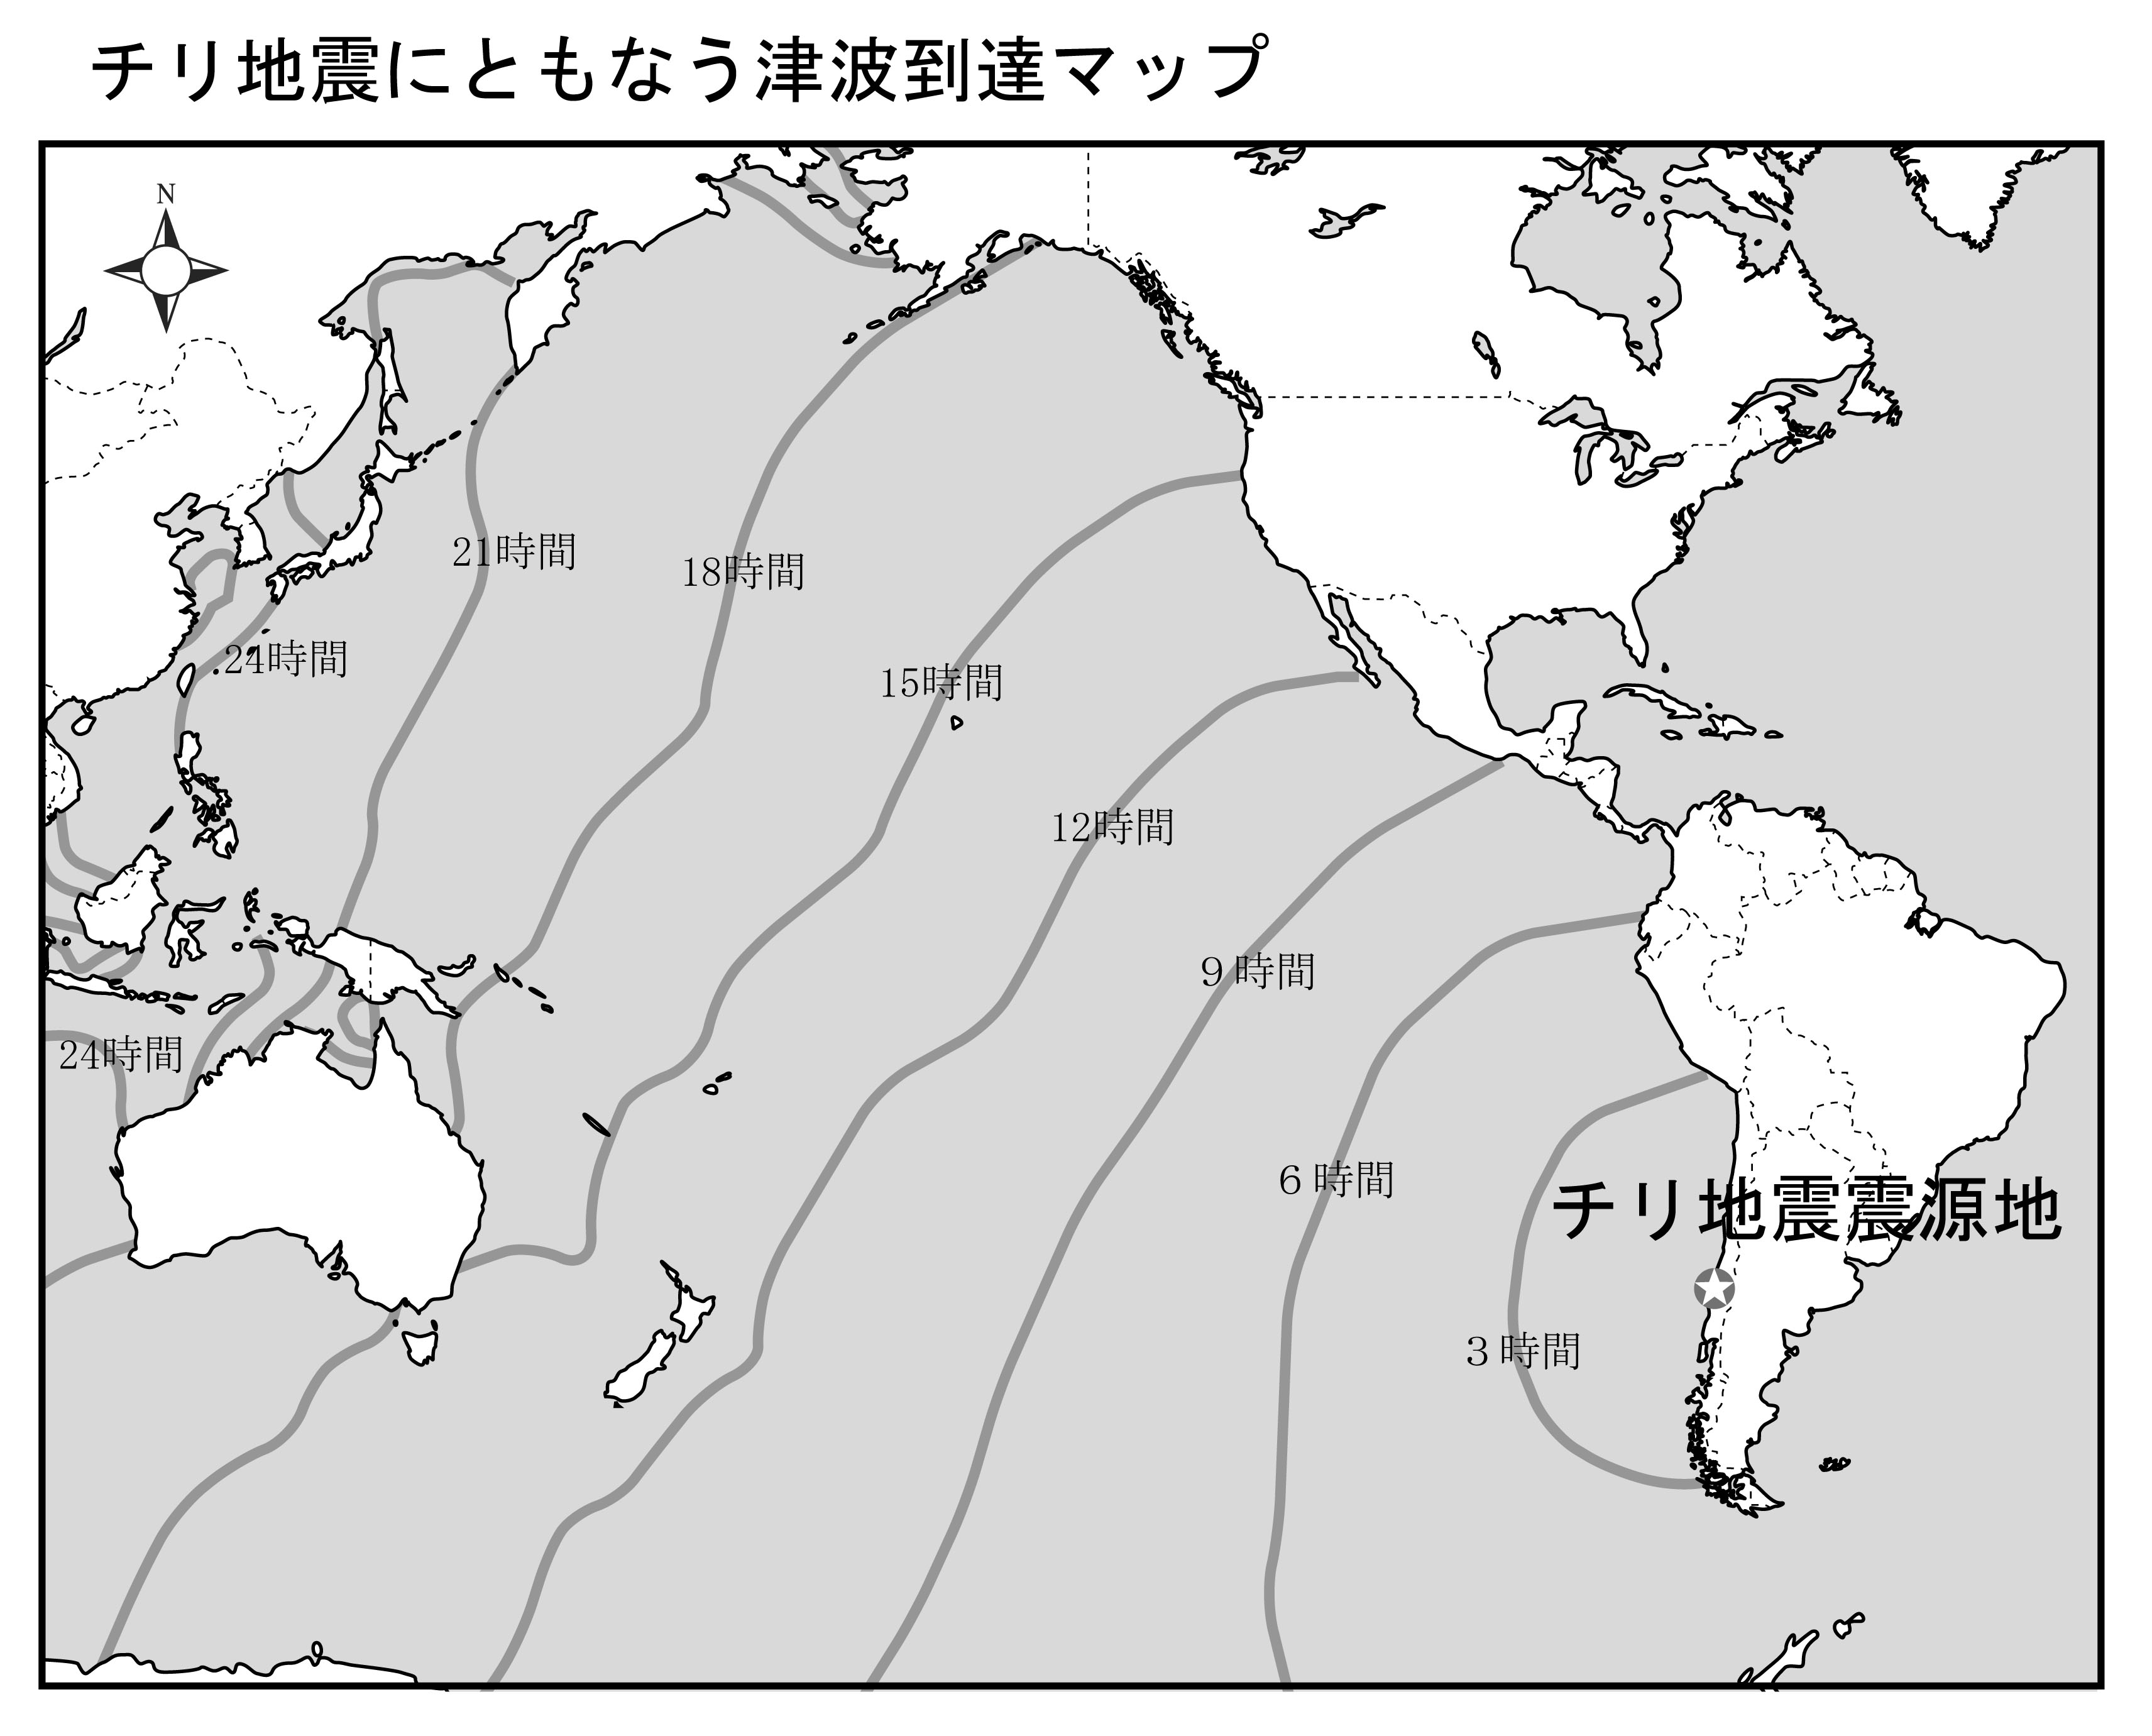 チリ地震にともなう津波到達マップ
N
21時間
18時間
24時間
15時間
12時間
9時間
24時間
6時間
チリ地震震源地
3時間